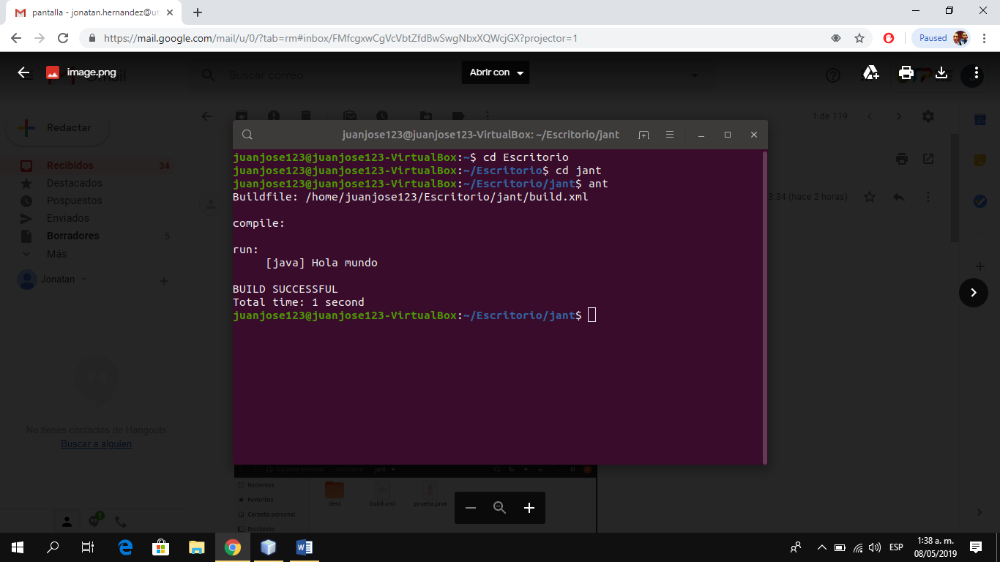 pantalla - jonatan.hernandez@ut
https://mail.google.com/mail/u/0/?tab=rm#inbox/FMfcgxwCgVcVbtZfdBwSwgNbxXQWcjGX?projector=1
Paused
image.png
Buscar correo
Abrir con
Redactar
1 de 119
juanjose123@juanjose123-VirtualBox: ~/Escritorio/jant
juanjose123@juanjose123-VirtualBox:~$ cd Escritorio
juanjose123@juanjose123-VirtualBox:~/Escritorio$ cd jant
juanjose123@juanjose123-VirtualBox:~/Escritorio/jant$ ant
Buildfile: /home/juanjose123/Escritorio/jant/build.xml
compile:
run:
[java] Hola mundo
BUILD SUCCESSFUL
Total time: 1 second
juanjose123@juanjose123-VirtualBox:~/Escritorio/jant$
Recibidos 34
Destacados
Pospuestos
Enviados
Borradores 5
Más
Jonatan
3:34 (hace 2 horas)
No tienes contactos de Hangouts
Buscar a alguien
1
Carpeta personal Escritorio jant
Recientes
Favoritos
Carpeta personal
Escritorio
dest
build.xml
prueba.java
ESP
1:38 a. m.
08/05/2019